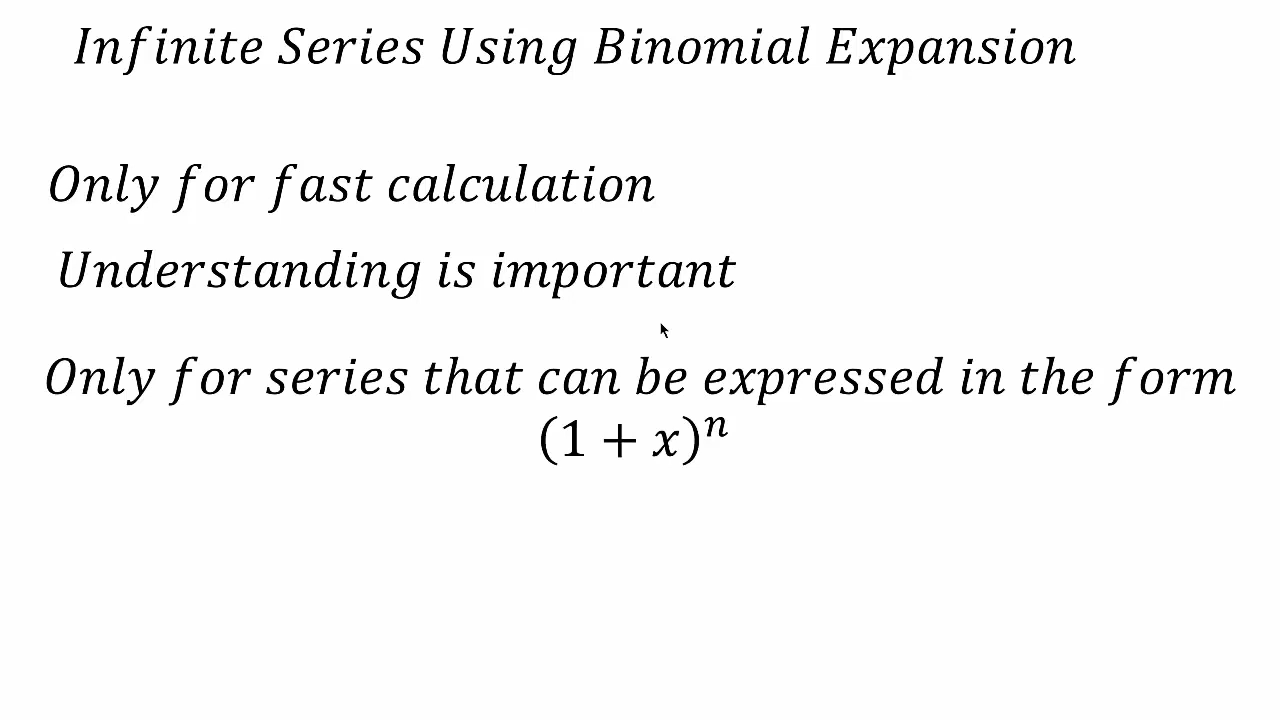 Infinite Series Using Binomial Expansion
Only for fast calculation
Understanding is important
Only for series that can be expressed in the form
(1 + x)ⁿ